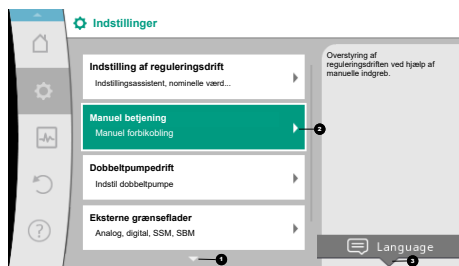 Indstillinger
Indstilling af reguleringsdrift
Indstillingsassistent, nominelle værd...
Manuel betjening
Manuel forbikobling
2
Dobbeltpumpedrift
Indstil dobbeltpumpe
Eksterne grænseflader
Analog, digital, SSM, SBM
1
Overstyring af
reguleringsdriften ved hjælp af
manuelle indgreb.
Language
3